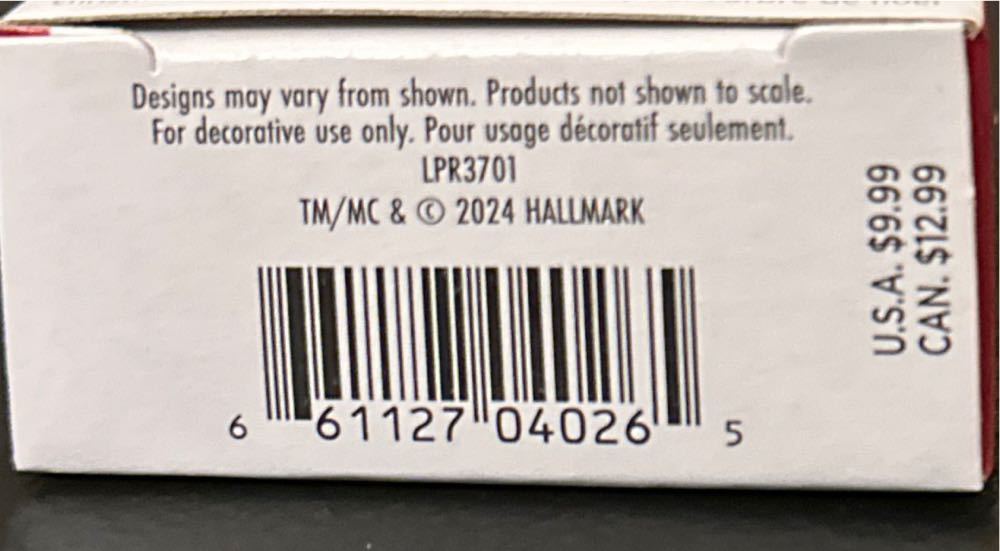 Designs may vary from shown. Products not shown to scale.
For decorative use only. Pour usage décoratif seulement.
LPR3701
TM/MC & © 2024 HALLMARK
6 61127 04026 5
U.S.A. $9.99
CAN. $12.99